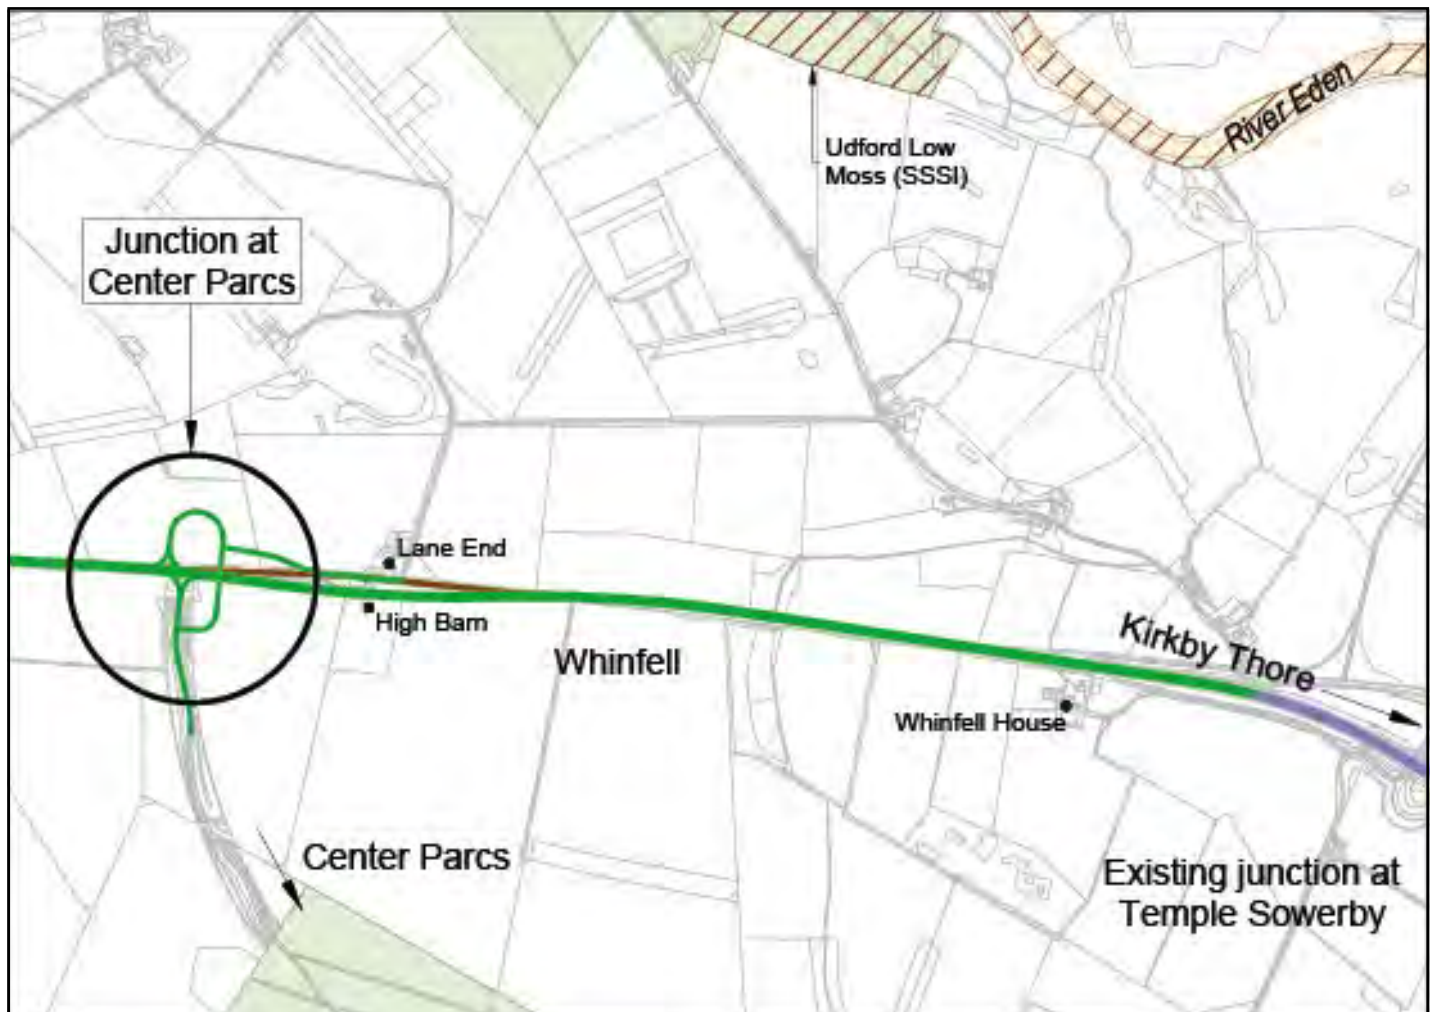 River Eden
Udford Low
Moss (SSSI)
Junction at
Center Parcs
Lane End
High Barn
Whinfell
Kirkby Thore
Whinfell House
Center Parcs
Existing junction at
Temple Sowerby